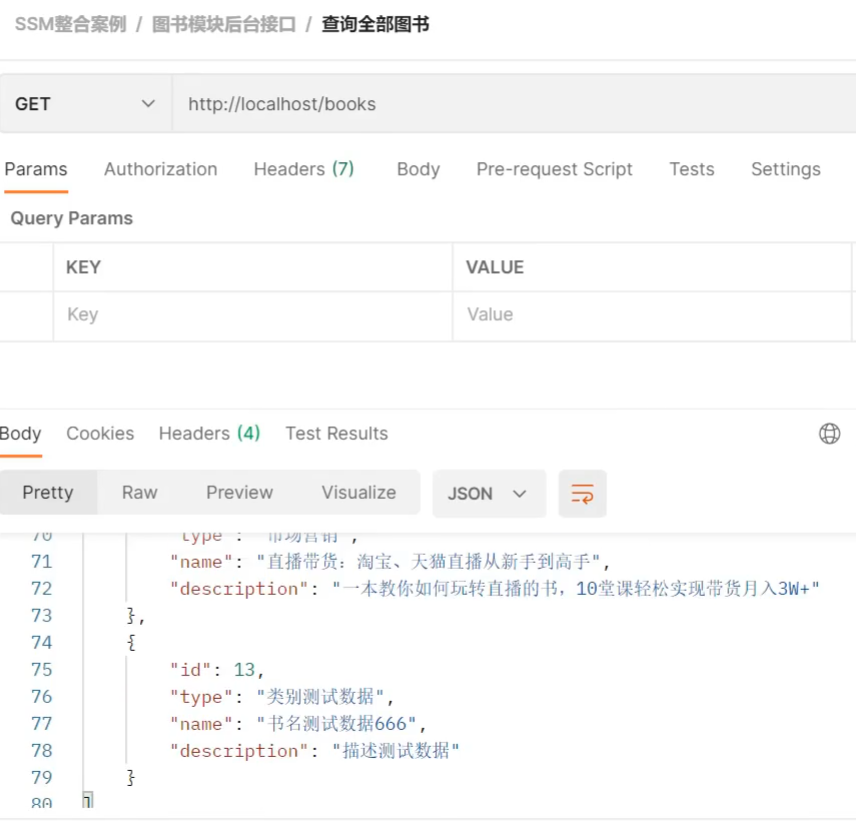 SSM整合案例 / 图书模块后台接口 / 查询全部图书
GET http://localhost/books
Params Authorization Headers (7) Body Pre-request Script Tests Settings
Query Params
KEY VALUE
Key Value
Body Cookies Headers (4) Test Results
Pretty Raw Preview Visualize JSON
70 "type": "市场营销",
71 "name": "直播带货：淘宝、天猫直播从新手到高手",
72 "description": "一本教你如何玩转直播的书，10堂课轻松实现带货月入3W+"
73 },
74 {
75 "id": 13,
76 "type": "类别测试数据",
77 "name": "书名测试数据666",
78 "description": "描述测试数据"
79 }
80 ]